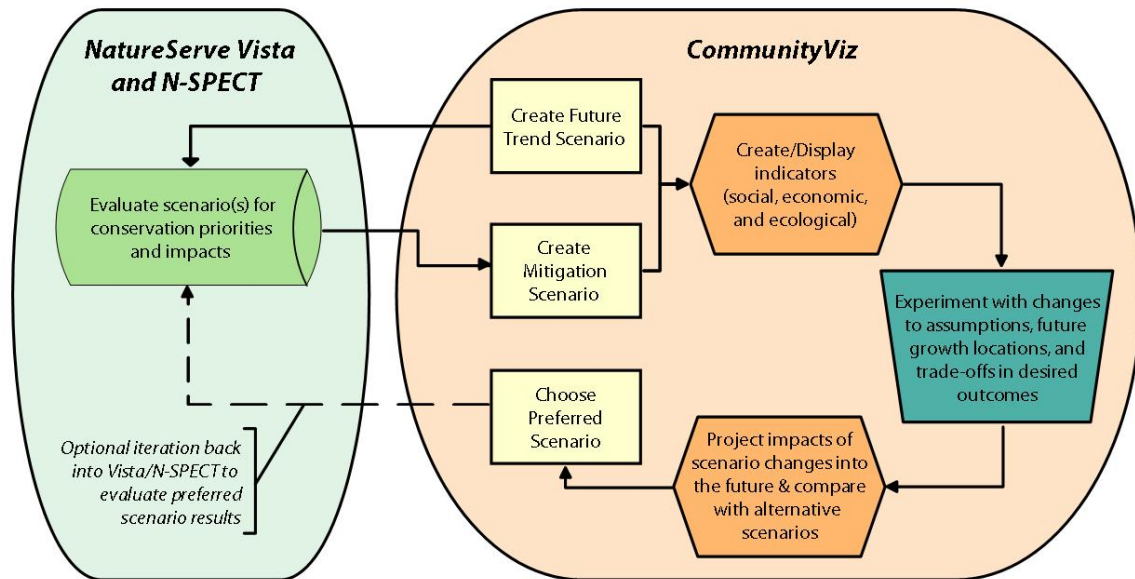 NatureServe Vista
and N-SPECT
CommunityViz
Create Future
Trend Scenario
Create/Display
indicators
(social, economic,
and ecological)
Evaluate scenario(s) for
conservation priorities
and impacts
Create
Mitigation
Scenario
Experiment with changes
to assumptions, future
growth locations, and
trade-offs in desired
outcomes
Choose
Preferred
Scenario
Project impacts of
scenario changes into
the future & compare
with alternative
scenarios
Optional iteration back
into Vista/N-SPECT to
evaluate preferred
scenario results